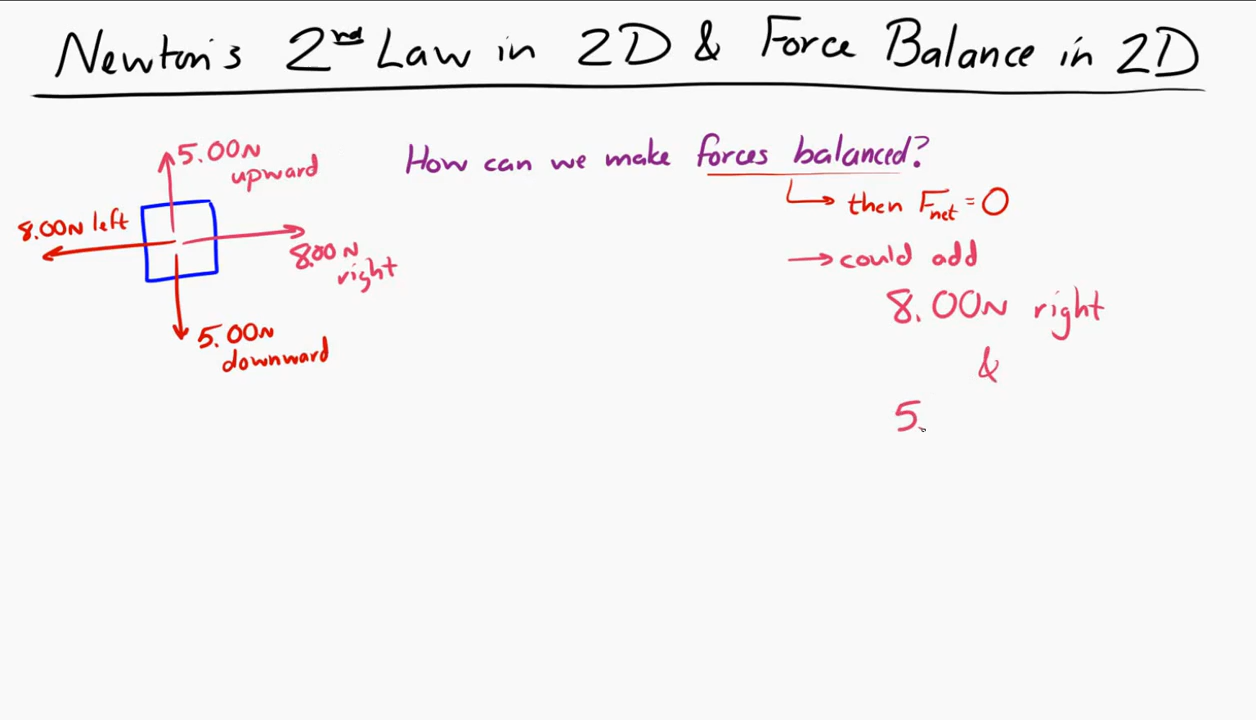 Newton's 2nd Law in 2D & Force Balance in 2D
5.00N
upward
How can we make forces balanced?
then Fnet = 0
8.00N left
8.00N
right
→ could add
8.00N right
5.00N
downward
&
5.